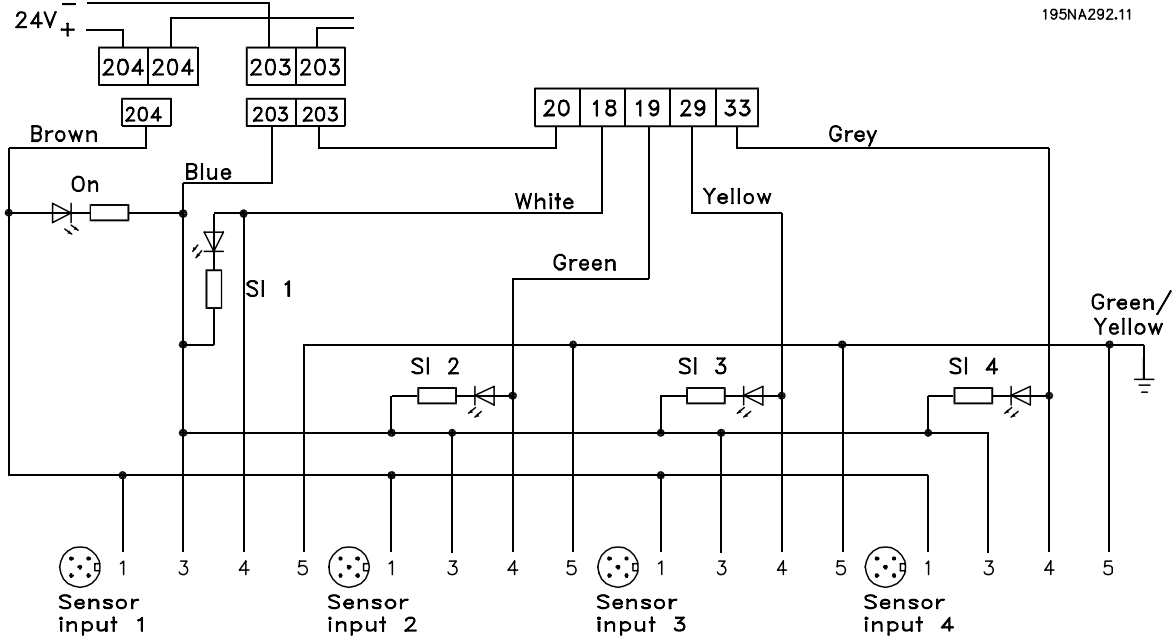 195NA292.11
24V
−
+
204 204 203 203
204 203 203
20 18 19 29 33
Brown
Grey
Blue
On
White
Yellow
Green
SI 1
Green/
Yellow
SI 2
SI 3
SI 4
1 3 4 5 1 3 4 5 1 3 4 5 1 3 4 5
Sensor
input 1
Sensor
input 2
Sensor
input 3
Sensor
input 4